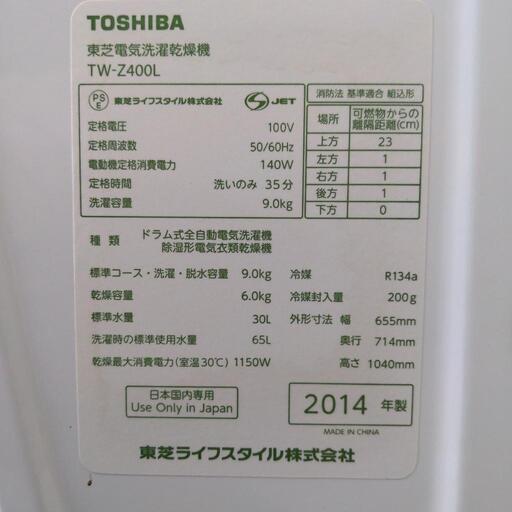 TOSHIBA
東芝電気洗濯乾燥機
TW-Z400L
PS E 東芝ライフスタイル株式会社 S JET
定格電圧 100V
定格周波数 50/60Hz
電動機定格消費電力 140W
定格時間 洗いのみ 35分
洗濯容量 9.0kg
消防法 基準適合 組込形
場所 可燃物からの離隔距離(cm)
上方 23
左方 1
右方 1
後方 1
下方 0
種類 ドラム式全自動電気洗濯機
除湿形電気衣類乾燥機
標準コース・洗濯・脱水容量 9.0kg 冷媒 R134a
乾燥容量 6.0kg 冷媒封入量 200g
標準水量 30L 外形寸法 幅 655mm
洗濯時の標準使用水量 65L 奥行 714mm
乾燥最大消費電力(室温30℃) 1150W 高さ 1040mm
日本国内専用
Use Only in Japan
2014 年製
MADE IN CHINA
東芝ライフスタイル株式会社